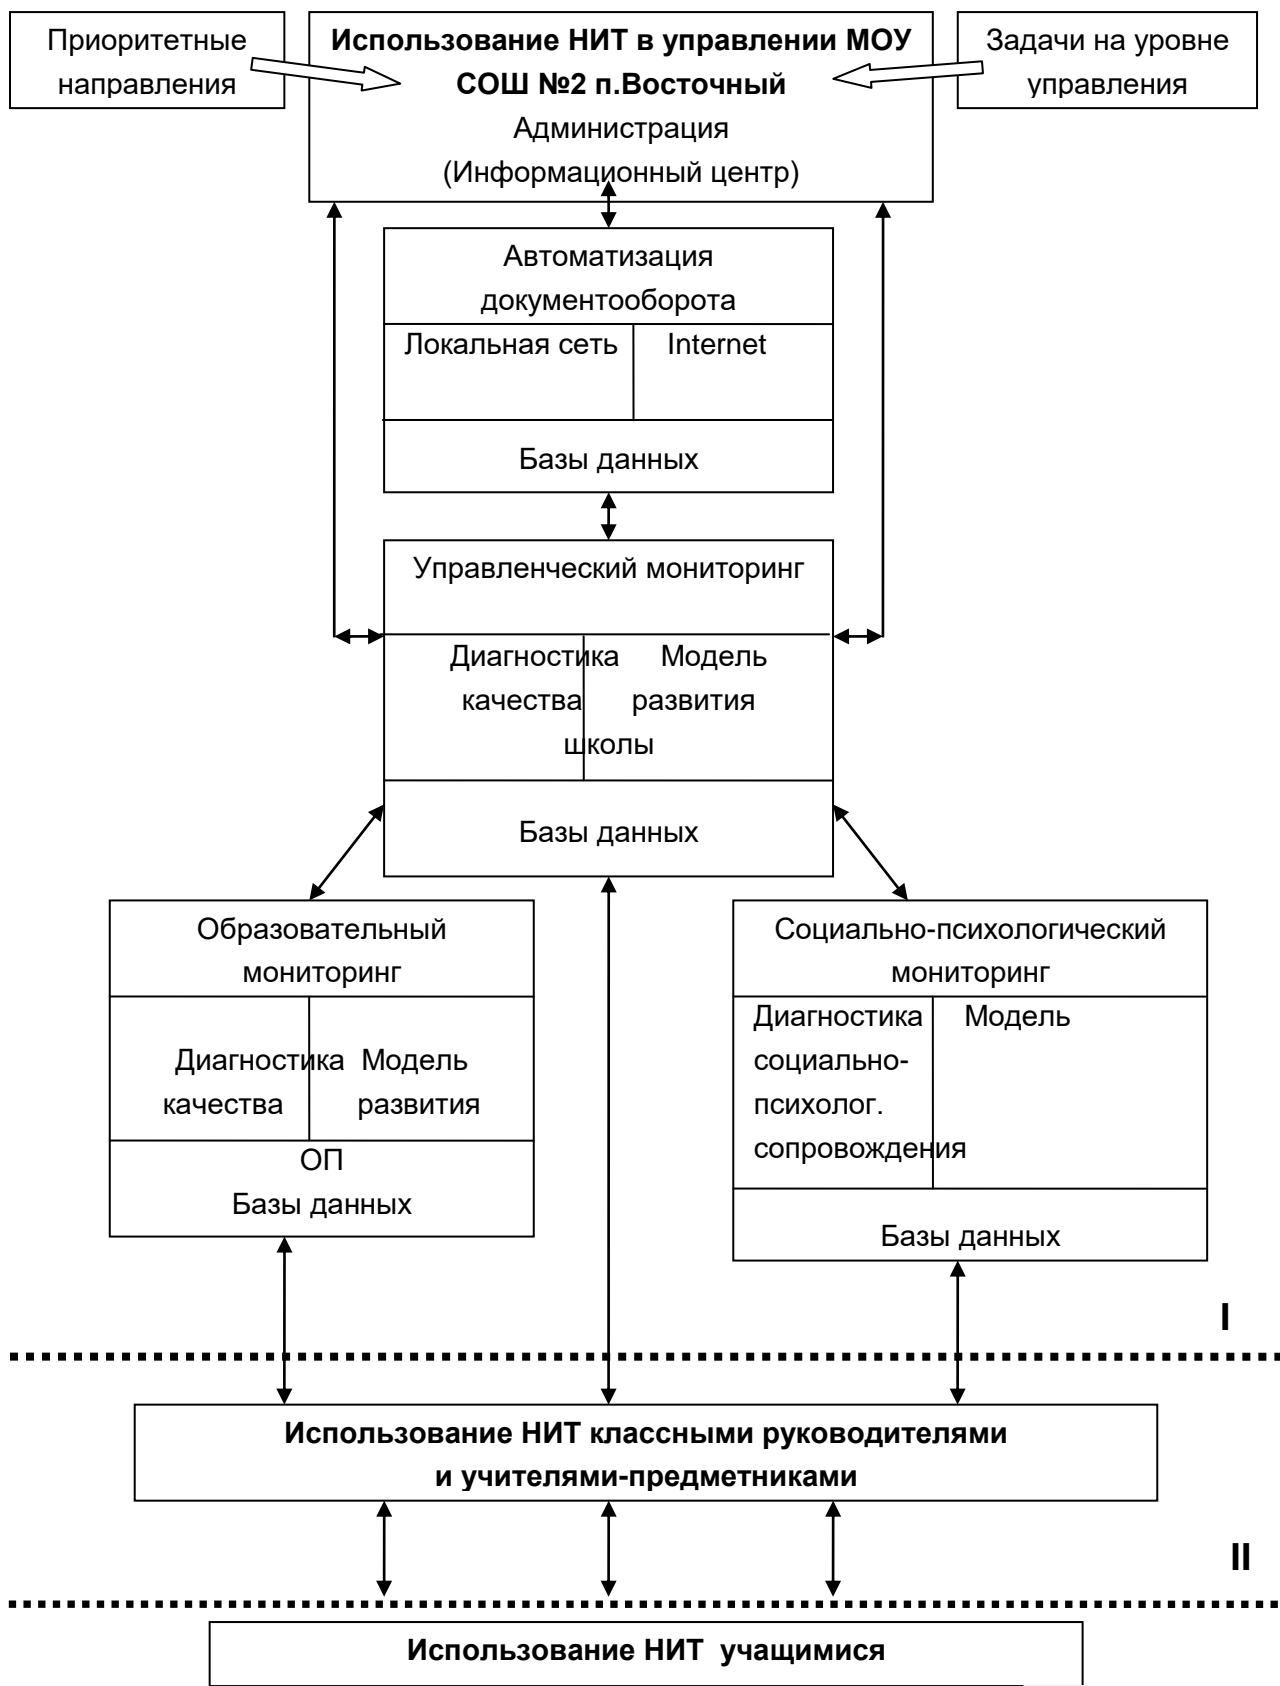 Приоритетные
направления
Использование НИТ в управлении МОУ
СОШ №2 п.Восточный
Администрация
(Информационный центр)
Задачи на уровне
управления
Автоматизация
документооборота
Локальная сеть
Internet
Базы данных
Управленческий мониторинг
Диагностика Модель
качества развития
школы
Базы данных
Образовательный
мониторинг
Диагностика Модель
качества развития
ОП
Базы данных
Социально-психологический
мониторинг
Диагностика Модель
социально-
психолог.
сопровождения
Базы данных
I
Использование НИТ классными руководителями
и учителями-предметниками
II
Использование НИТ учащимися